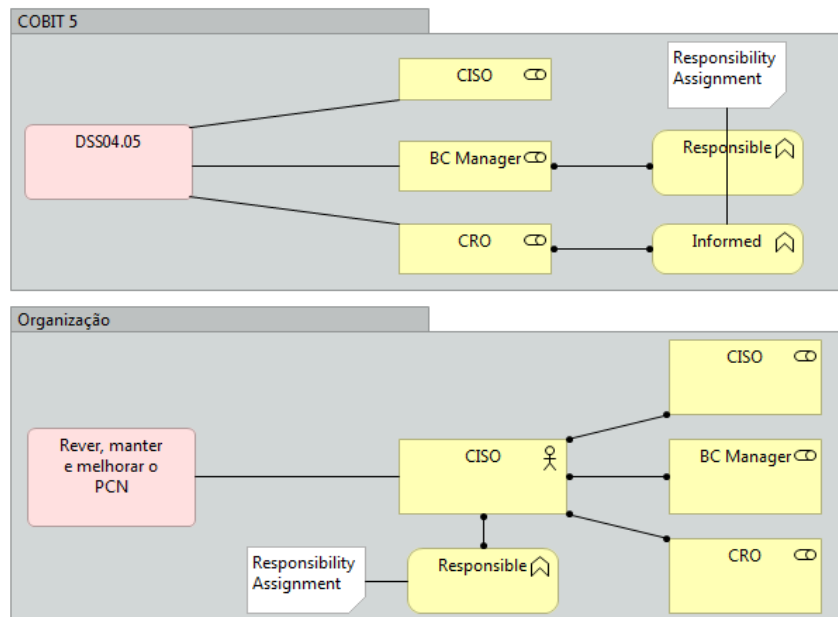 COBIT 5
CISO
Responsibility
Assignment
DSS04.05
BC Manager
Responsible
CRO
Informed
Organização
CISO
Rever, manter
e melhorar o
PCN
CISO
BC Manager
Responsibility
Assignment
Responsible
CRO